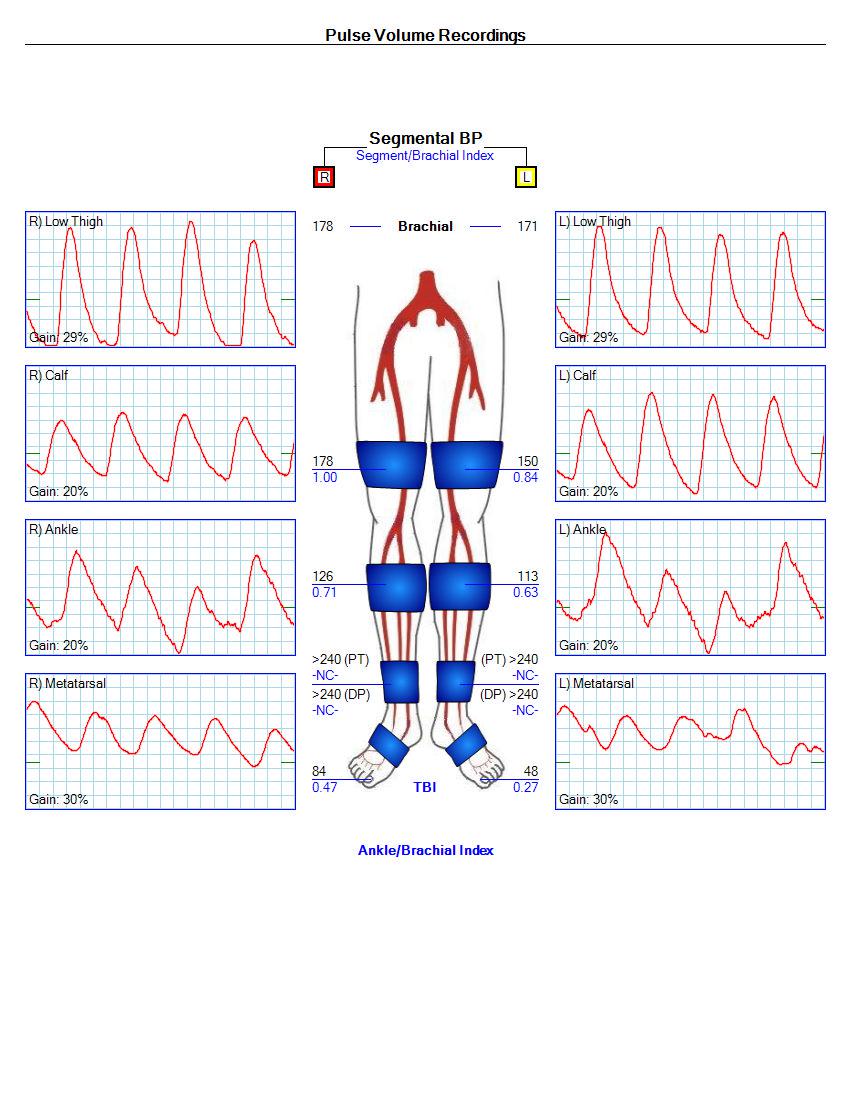 Pulse Volume Recordings
Segmental BP
Segment/Brachial Index
R
L
R) Low Thigh
Gain: 29%
178
Brachial
171
L) Low Thigh
Gain: 29%
R) Calf
Gain: 20%
178
1.00
150
0.84
L) Calf
Gain: 20%
R) Ankle
Gain: 20%
126
0.71
113
0.63
L) Ankle
Gain: 20%
R) Metatarsal
Gain: 30%
>240 (PT)
-NC-
>240 (DP)
-NC-
(PT) >240
-NC-
(DP) >240
-NC-
L) Metatarsal
Gain: 30%
84
0.47
TBI
48
0.27
Ankle/Brachial Index